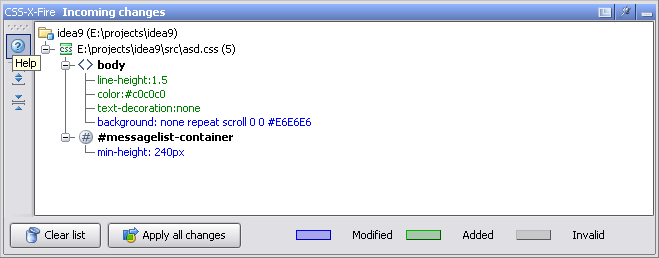 CSS-X-Fire Incoming changes
idea9 (E:\projects\idea9)
E:\projects\idea9\src\asd.css (5)
Help
<> body
line-height:1.5
color:#c0c0c0
text-decoration:none
background: none repeat scroll 0 0 #E6E6E6
# #messagelist-container
min-height: 240px
Clear list Apply all changes Modified Added Invalid